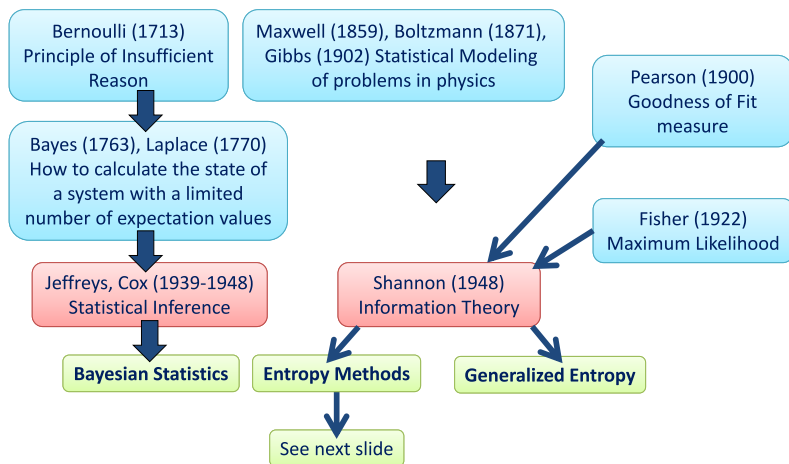 Bernoulli (1713)
Principle of Insufficient
Reason
Maxwell (1859), Boltzmann (1871),
Gibbs (1902) Statistical Modeling
of problems in physics
Pearson (1900)
Goodness of Fit
measure
Bayes (1763), Laplace (1770)
How to calculate the state of
a system with a limited
number of expectation values
Fisher (1922)
Maximum Likelihood
Jeffreys, Cox (1939-1948)
Statistical Inference
Shannon (1948)
Information Theory
Bayesian Statistics
Entropy Methods
Generalized Entropy
See next slide